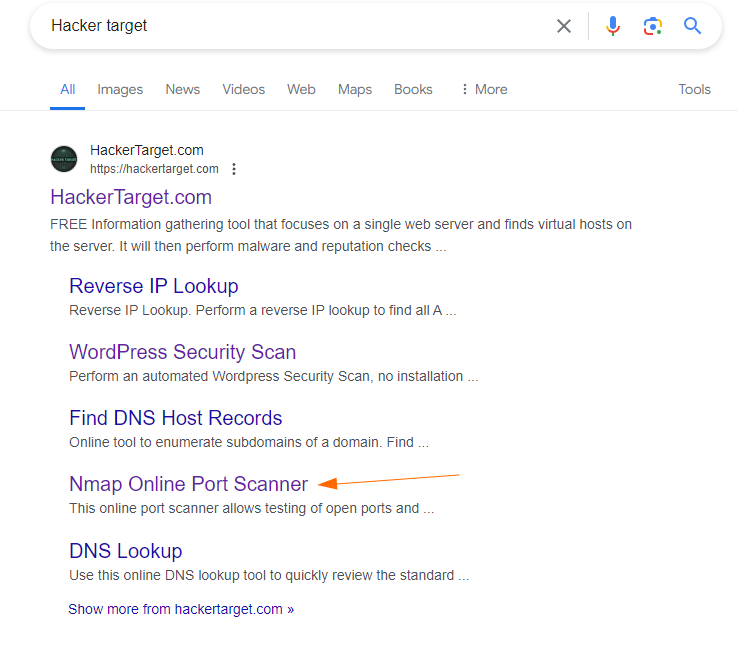 Hacker target
All Images News Videos Web Maps Books More Tools
HackerTarget.com
https://hackertarget.com
HackerTarget.com
FREE Information gathering tool that focuses on a single web server and finds virtual hosts on
the server. It will then perform malware and reputation checks ...
Reverse IP Lookup
Reverse IP Lookup. Perform a reverse IP lookup to find all A ...
WordPress Security Scan
Perform an automated Wordpress Security Scan, no installation ...
Find DNS Host Records
Online tool to enumerate subdomains of a domain. Find ...
Nmap Online Port Scanner
This online port scanner allows testing of open ports and ...
DNS Lookup
Use this online DNS lookup tool to quickly review the standard ...
Show more from hackertarget.com »